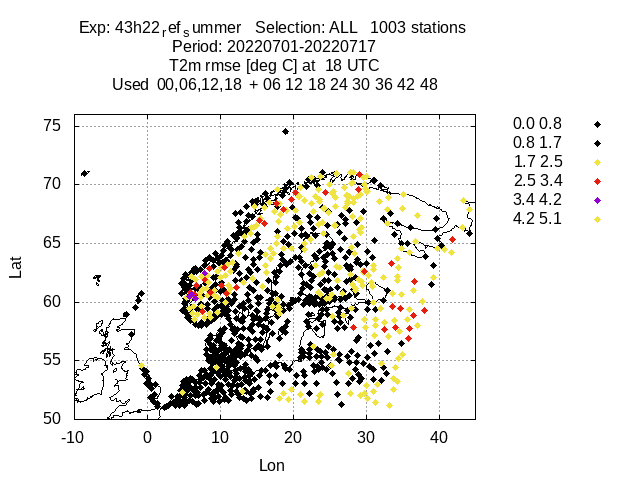 Exp: 43h22refsummer Selection: ALL 1003 stations
Period: 20220701-20220717
T2m rmse [deg C] at 18 UTC
Used 00,06,12,18 + 06 12 18 24 30 36 42 48
0.0 0.8
0.8 1.7
1.7 2.5
2.5 3.4
3.4 4.2
4.2 5.1
75
70
65
60
55
50
Lat
-10 0 10 20 30 40
Lon